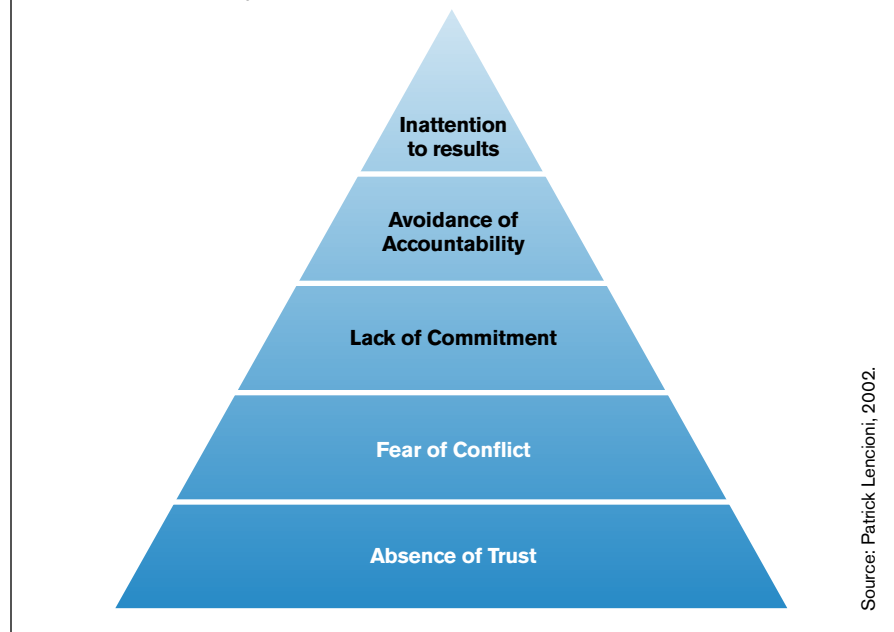 Inattention
to results
Avoidance of
Accountability
Lack of Commitment
Fear of Conflict
Absence of Trust
Source: Patrick Lencioni, 2002.